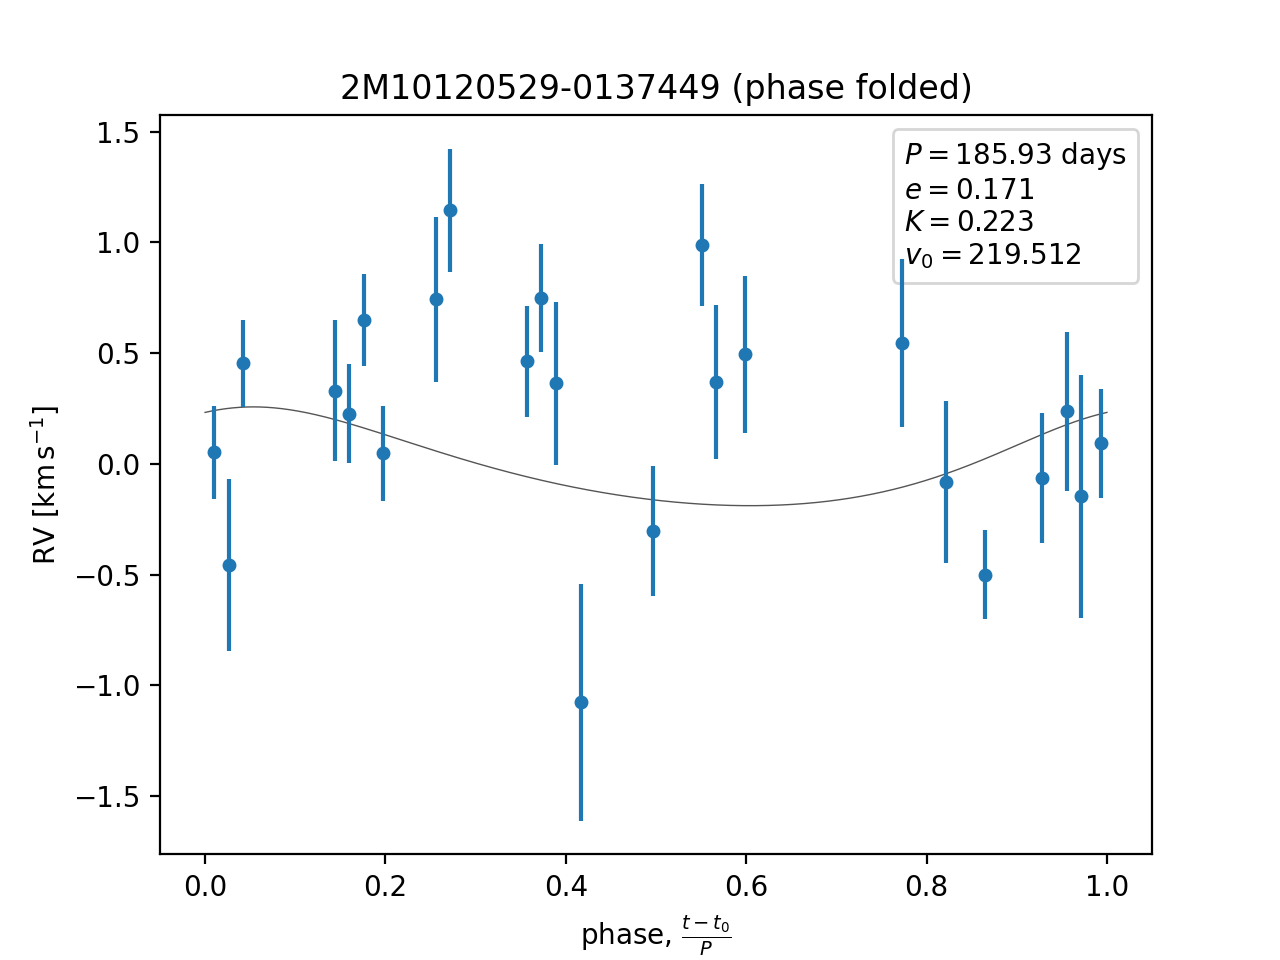 2M10120529-0137449 (phase folded)
P = 185.93 days
e = 0.171
K = 0.223
v₀ = 219.512
1.5
1.0
0.5
0.0
−0.5
−1.0
−1.5
RV [km s⁻¹]
0.0 0.2 0.4 0.6 0.8 1.0
phase, (t − t₀)/P